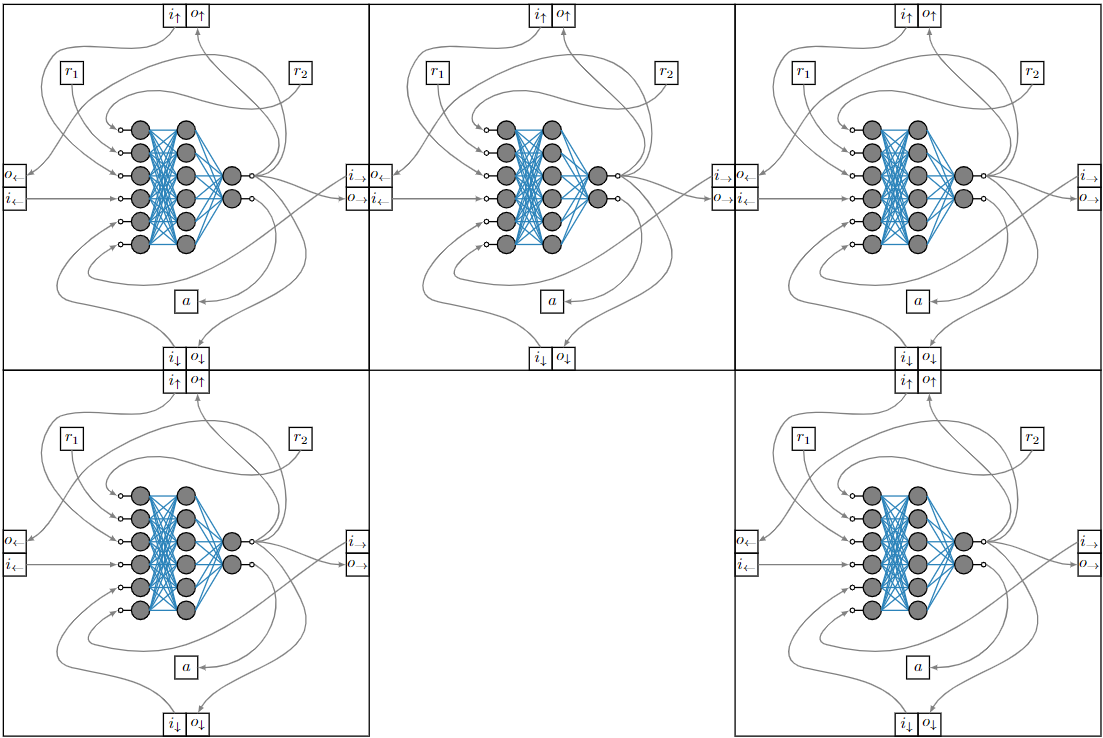 i↑ o↑ i↑ o↑ i↑ o↑
r₁ r₂ r₁ r₂ r₁ r₂
o← i→ o← i→ o← i→
i← o→ i← o→ i← o→
a a a
i↓ o↓ i↓ o↓ i↓ o↓
i↑ o↑ i↑ o↑
r₁ r₂ r₁ r₂
o← i→ o← i→
i← o→ i← o→
a a
i↓ o↓ i↓ o↓